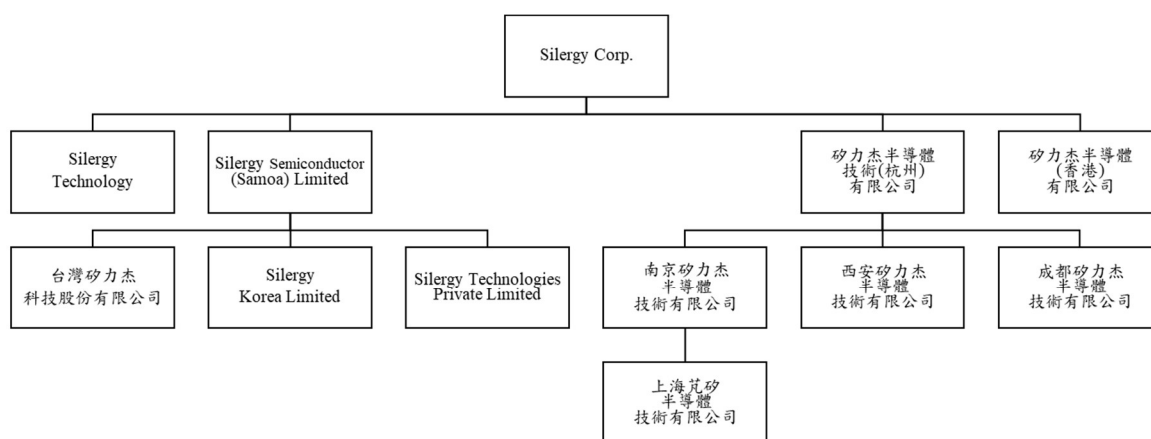 Silergy Corp.
Silergy
Technology
Silergy Semiconductor
(Samoa) Limited
矽力杰半導體
技術(杭州)
有限公司
矽力杰半導體
(香港)
有限公司
台灣矽力杰
科技股份有限公司
Silergy
Korea Limited
Silergy Technologies
Private Limited
南京矽力杰
半導體
技術有限公司
西安矽力杰
半導體
技術有限公司
成都矽力杰
半導體
技術有限公司
上海芃矽
半導體
技術有限公司